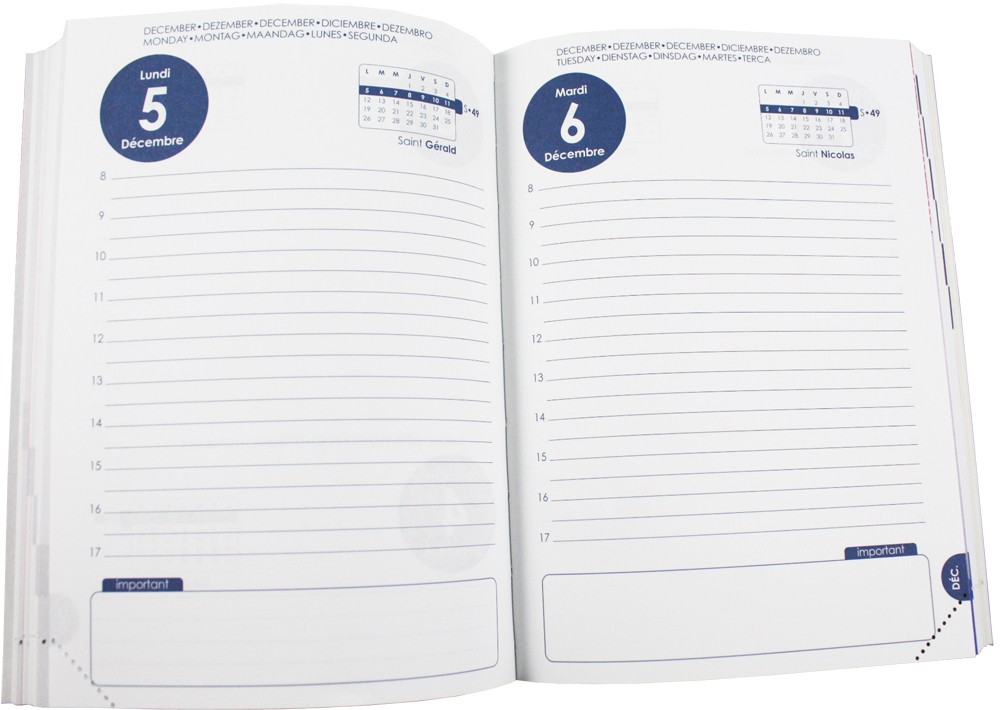 DECEMBER•DEZEMBER•DECEMBER•DICIEMBRE•DEZEMBRO
MONDAY•MONTAG•MAANDAG•LUNES•SEGUNDA
Lundi
5
Décembre
L M M J V S D
1 2 3 4
5 6 7 8 9 10 11
12 13 14 15 16 17 18
19 20 21 22 23 24 25
26 27 28 29 30 31
S•49
Saint Gérald
8
9
10
11
12
13
14
15
16
17
important
DECEMBER•DEZEMBER•DECEMBER•DICIEMBRE•DEZEMBRO
TUESDAY•DIENSTAG•DINSDAG•MARTES•TERCA
Mardi
6
Décembre
L M M J V S D
1 2 3 4
5 6 7 8 9 10 11
12 13 14 15 16 17 18
19 20 21 22 23 24 25
26 27 28 29 30 31
S•49
Saint Nicolas
8
9
10
11
12
13
14
15
16
17
important
DÉC.